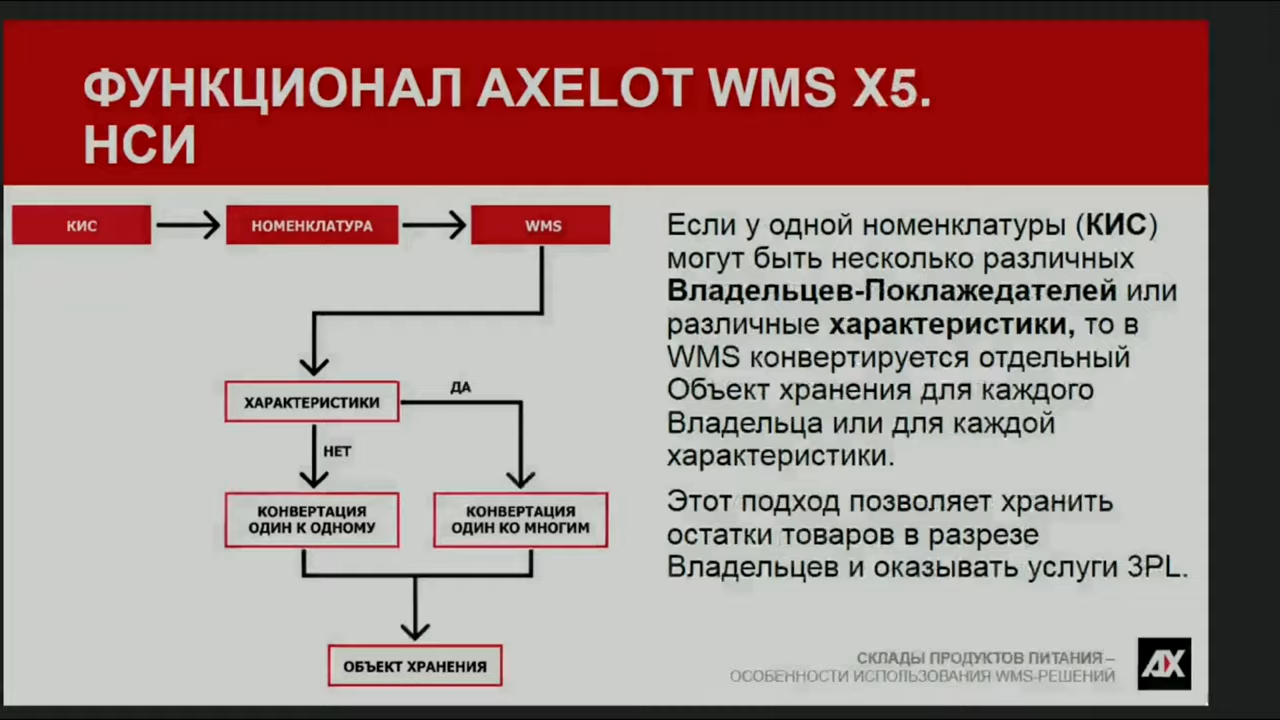 ФУНКЦИОНАЛ AXELOT WMS X5.
НСИ
КИС
НОМЕНКЛАТУРА
WMS
ХАРАКТЕРИСТИКИ
ДА
НЕТ
КОНВЕРТАЦИЯ
ОДИН К ОДНОМУ
КОНВЕРТАЦИЯ
ОДИН КО МНОГИМ
ОБЪЕКТ ХРАНЕНИЯ
Если у одной номенклатуры (КИС)
могут быть несколько различных
Владельцев-Поклажедателей или
различные характеристики, то в
WMS конвертируется отдельный
Объект хранения для каждого
Владельца или для каждой
характеристики.
Этот подход позволяет хранить
остатки товаров в разрезе
Владельцев и оказывать услуги 3PL.
СКЛАДЫ ПРОДУКТОВ ПИТАНИЯ –
ОСОБЕННОСТИ ИСПОЛЬЗОВАНИЯ WMS-РЕШЕНИЙ
AX